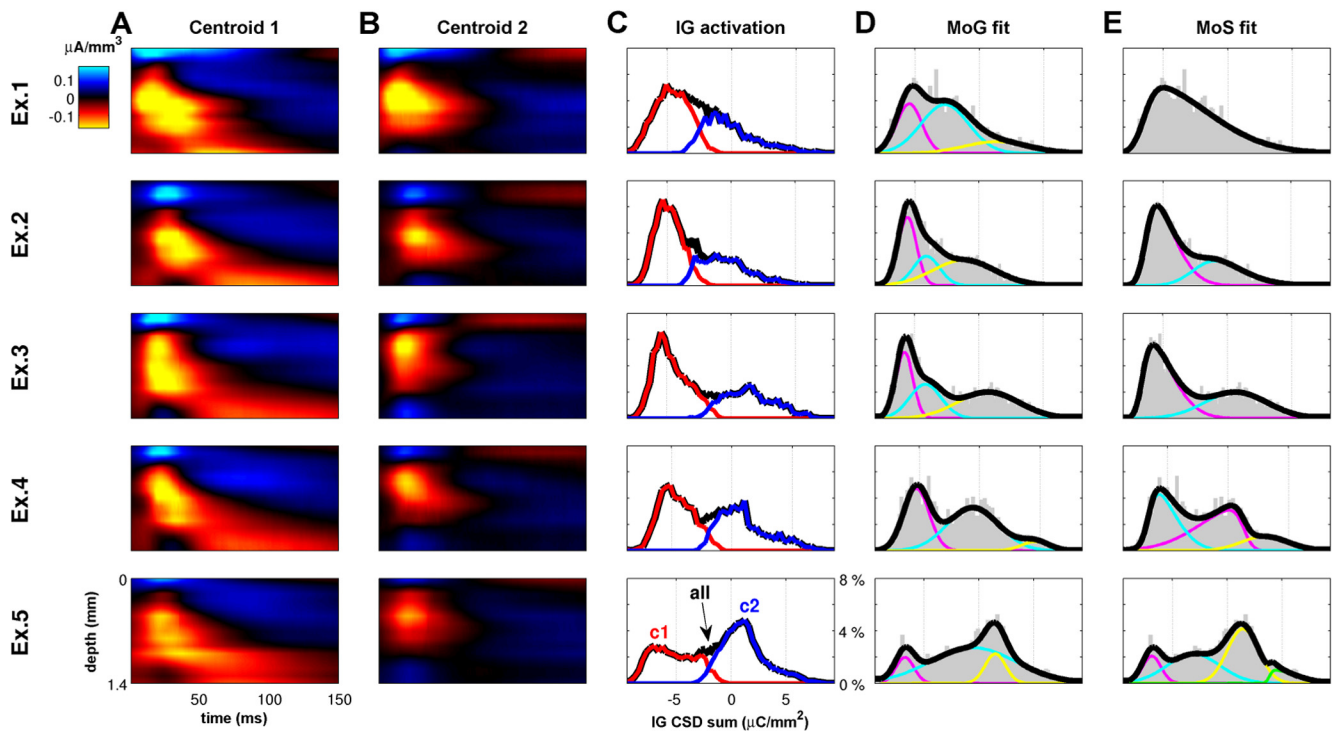 A Centroid 1
B Centroid 2
C IG activation
D MoG fit
E MoS fit
µA/mm³
0.1
0
-0.1
Ex.1
Ex.2
Ex.3
Ex.4
Ex.5
0
depth (mm)
1.4
50 100 150
time (ms)
c1
all
c2
8 %
4 %
0 %
-5 0 5
IG CSD sum (µC/mm²)